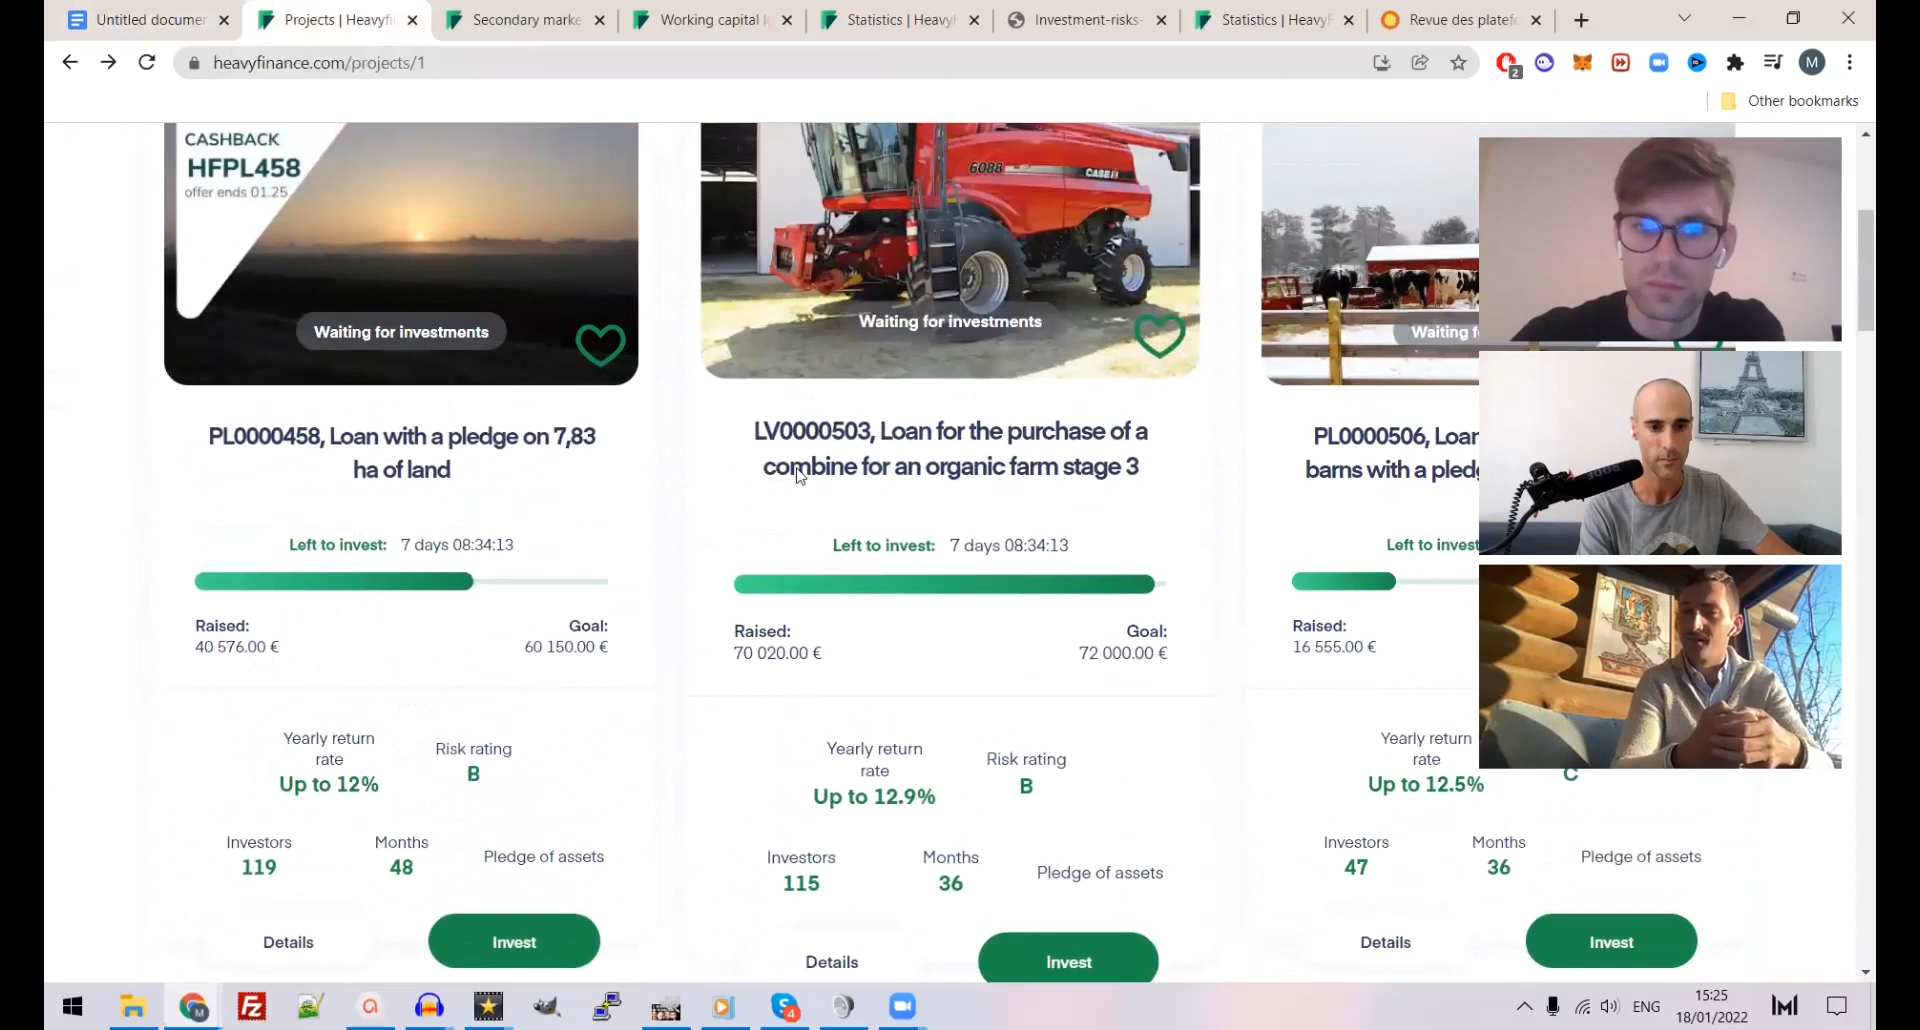 Untitled documen
Projects | Heavyfi
Secondary marke
Working capital l
Statistics | HeavyF
Investment-risks-
Statistics | HeavyF
Revue des platef
heavyfinance.com/projects/1
2
M
Other bookmarks
CASHBACK
HFPL458
offer ends 01.25
Waiting for investments
6088
CASE
Waiting for investments
Waiting f
RODE
PL0000458, Loan with a pledge on 7,83
ha of land
Left to invest: 7 days 08:34:13
Raised:
Goal:
40 576.00 €
60 150.00 €
Yearly return
rate
Up to 12%
Risk rating
B
Investors
119
Months
48
Pledge of assets
Details
Invest
LV0000503, Loan for the purchase of a
combine for an organic farm stage 3
Left to invest: 7 days 08:34:13
Raised:
Goal:
70 020.00 €
72 000.00 €
Yearly return
rate
Up to 12.9%
Risk rating
B
Investors
115
Months
36
Pledge of assets
Details
Invest
PL0000506, Loan
barns with a pledg
Left to invest
Raised:
16 555.00 €
Yearly return
rate
Up to 12.5%
C
Investors
47
Months
36
Pledge of assets
Details
Invest
M
4
ENG
15:25
18/01/2022